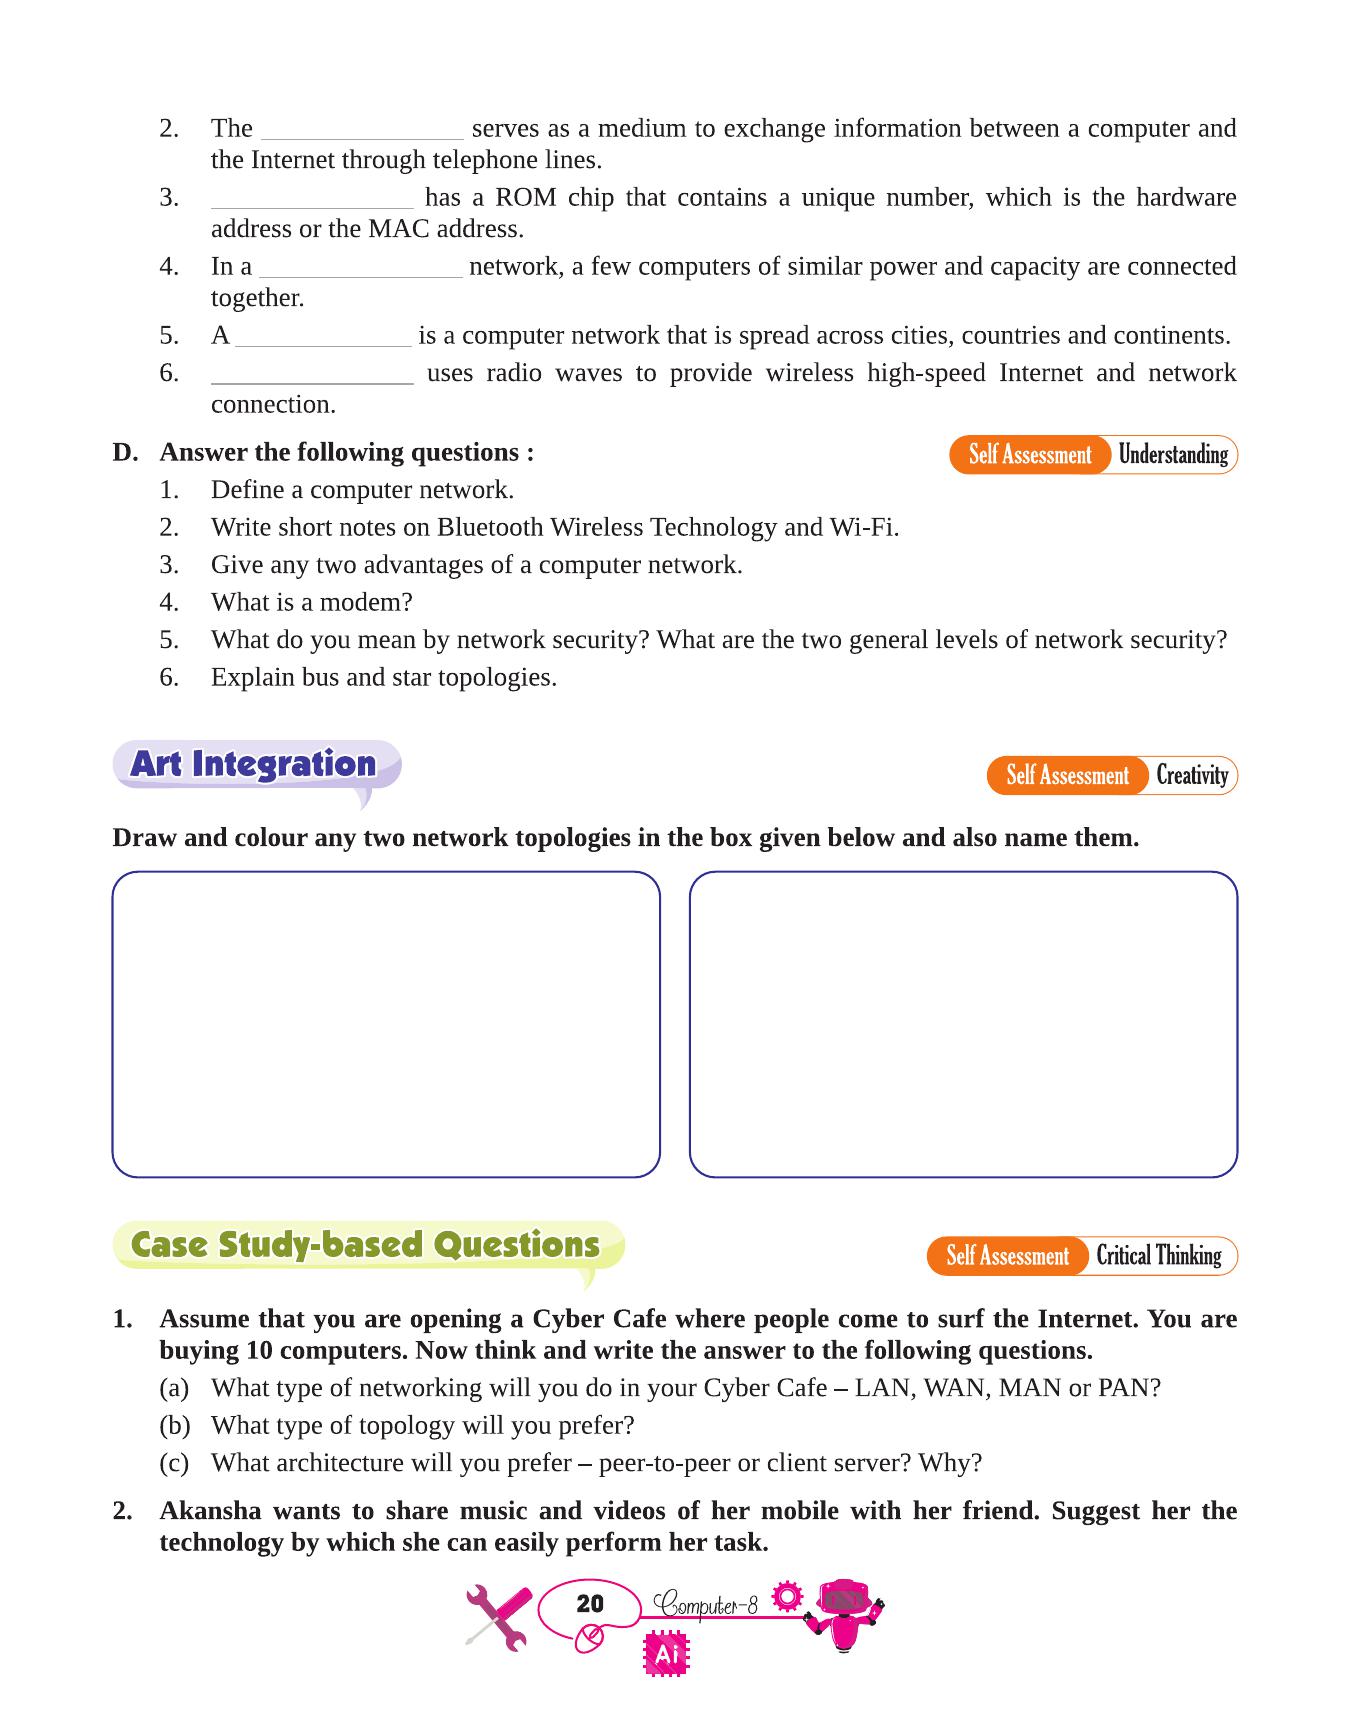 2. The _______________ serves as a medium to exchange information between a computer and
the Internet through telephone lines.
3. _______________ has a ROM chip that contains a unique number, which is the hardware
address or the MAC address.
4. In a _______________ network, a few computers of similar power and capacity are connected
together.
5. A _____________ is a computer network that is spread across cities, countries and continents.
6. _______________ uses radio waves to provide wireless high-speed Internet and network
connection.
D. Answer the following questions :
Self Assessment Understanding
1. Define a computer network.
2. Write short notes on Bluetooth Wireless Technology and Wi-Fi.
3. Give any two advantages of a computer network.
4. What is a modem?
5. What do you mean by network security? What are the two general levels of network security?
6. Explain bus and star topologies.
Art Integration
Self Assessment Creativity
Draw and colour any two network topologies in the box given below and also name them.
Case Study-based Questions
Self Assessment Critical Thinking
1. Assume that you are opening a Cyber Cafe where people come to surf the Internet. You are
buying 10 computers. Now think and write the answer to the following questions.
(a) What type of networking will you do in your Cyber Cafe – LAN, WAN, MAN or PAN?
(b) What type of topology will you prefer?
(c) What architecture will you prefer – peer-to-peer or client server? Why?
2. Akansha wants to share music and videos of her mobile with her friend. Suggest her the
technology by which she can easily perform her task.
20 Computer-8
Ai